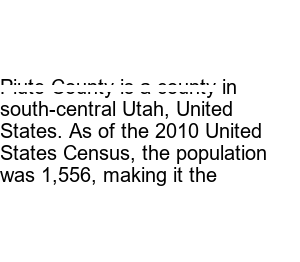 Piute County is a county in
south-central Utah, United
States. As of the 2010 United
States Census, the population
was 1,556, making it the